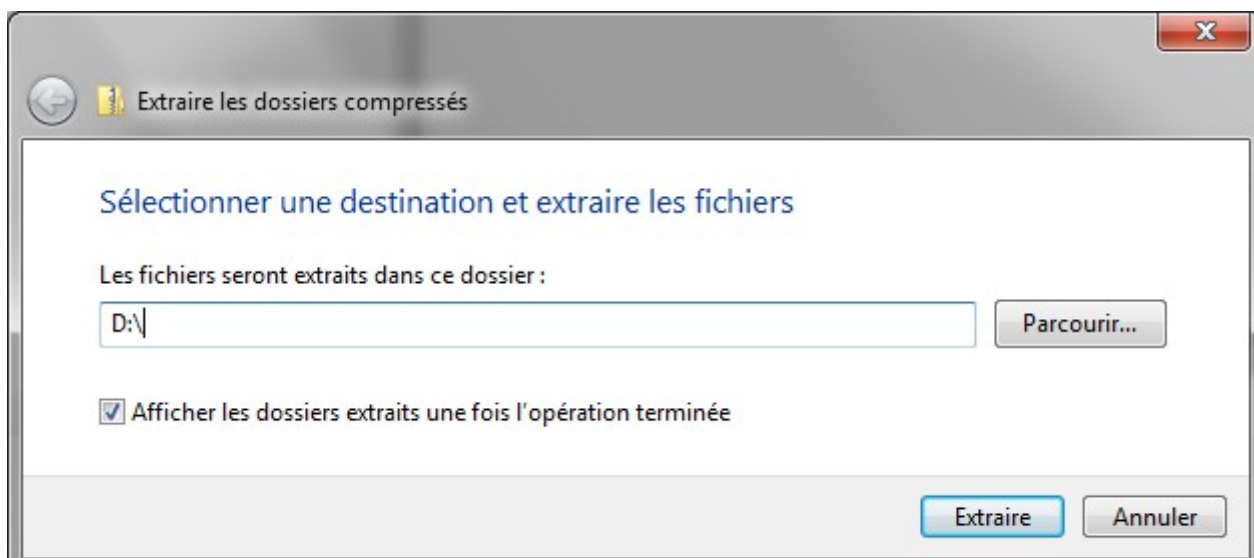 Extraire les dossiers compressés
Sélectionner une destination et extraire les fichiers
Les fichiers seront extraits dans ce dossier :
D:\
Parcourir...
Afficher les dossiers extraits une fois l'opération terminée
Extraire
Annuler